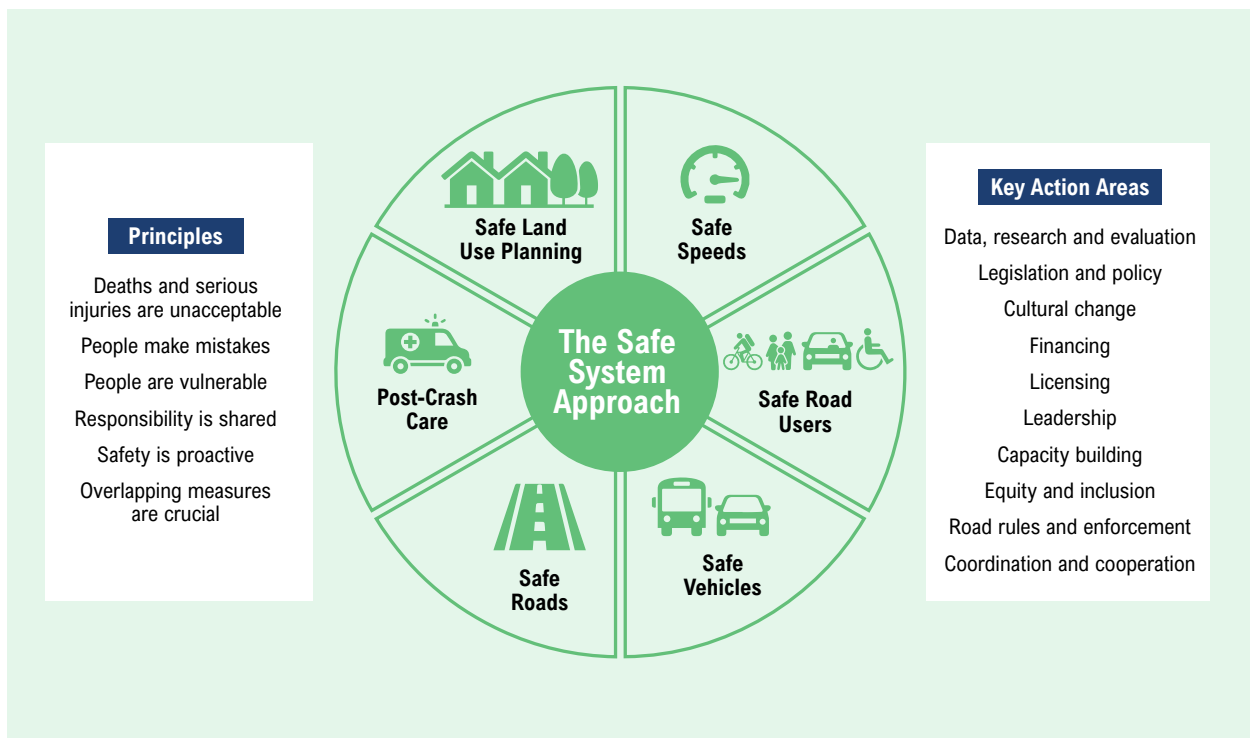 Principles
Deaths and serious
injuries are unacceptable
People make mistakes
People are vulnerable
Responsibility is shared
Safety is proactive
Overlapping measures
are crucial
The Safe
System
Approach
Safe Land
Use Planning
Safe
Speeds
Safe Road
Users
Safe
Vehicles
Safe
Roads
Post-Crash
Care
Key Action Areas
Data, research and evaluation
Legislation and policy
Cultural change
Financing
Licensing
Leadership
Capacity building
Equity and inclusion
Road rules and enforcement
Coordination and cooperation